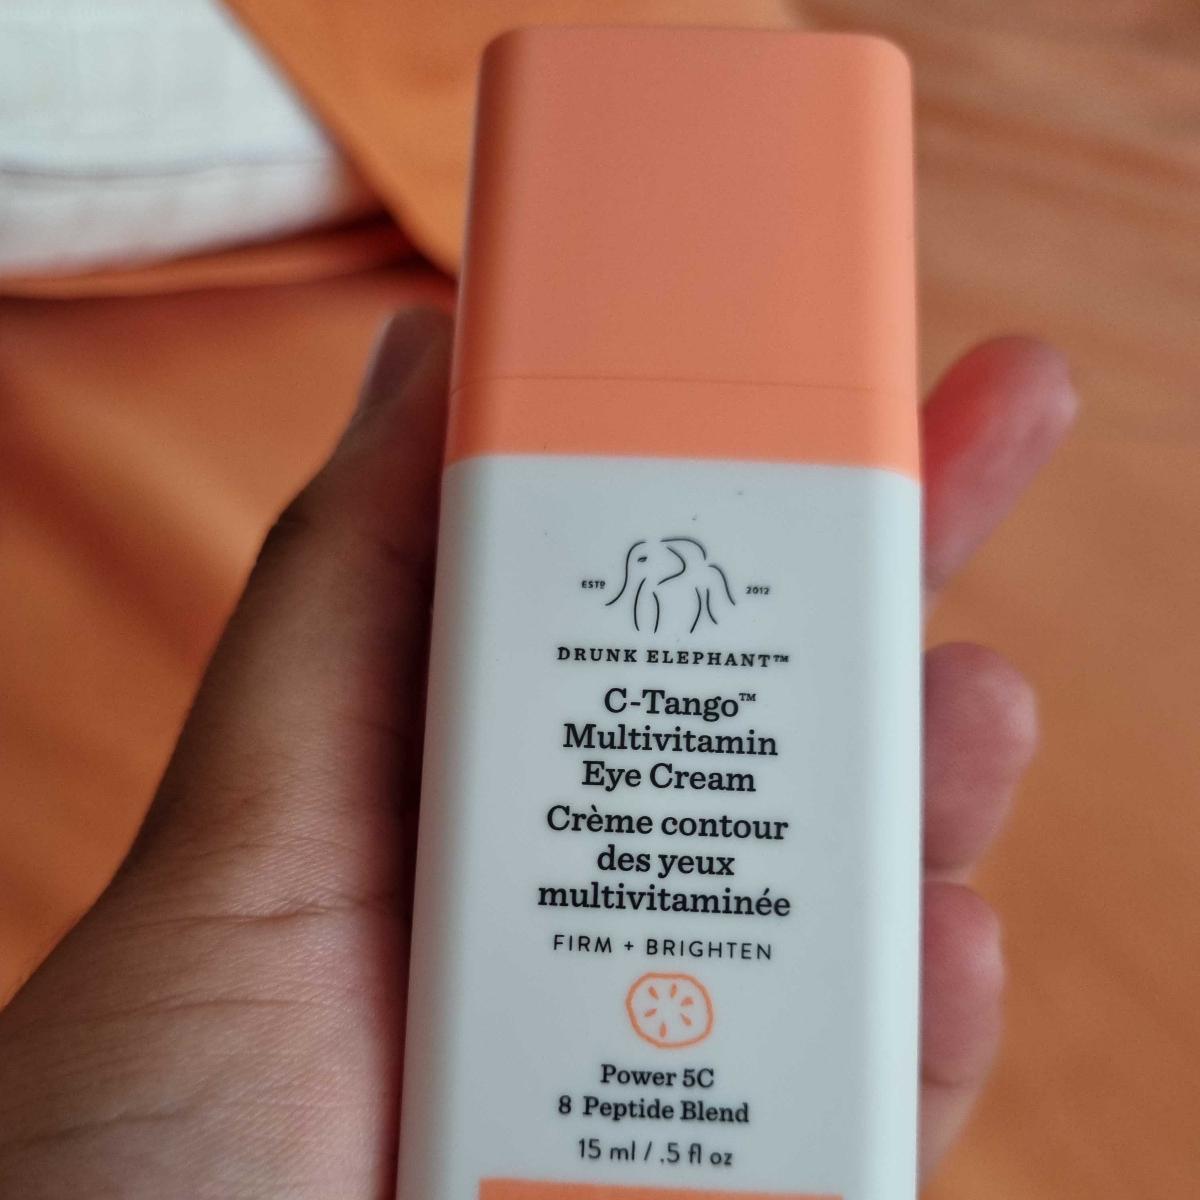 ESTD 2012
DRUNK ELEPHANT™
C-Tango™
Multivitamin
Eye Cream
Crème contour
des yeux
multivitaminée
FIRM + BRIGHTEN
Power 5C
8 Peptide Blend
15 ml / .5 fl oz